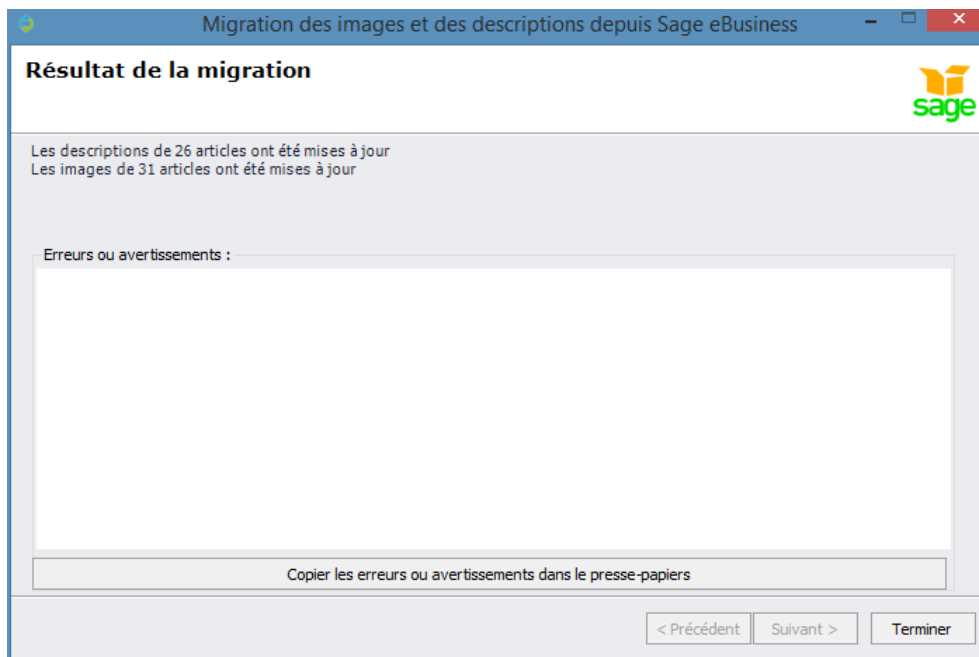 Migration des images et des descriptions depuis Sage eBusiness
Résultat de la migration
sage
Les descriptions de 26 articles ont été mises à jour
Les images de 31 articles ont été mises à jour
Erreurs ou avertissements :
Copier les erreurs ou avertissements dans le presse-papiers
< Précédent
Suivant >
Terminer